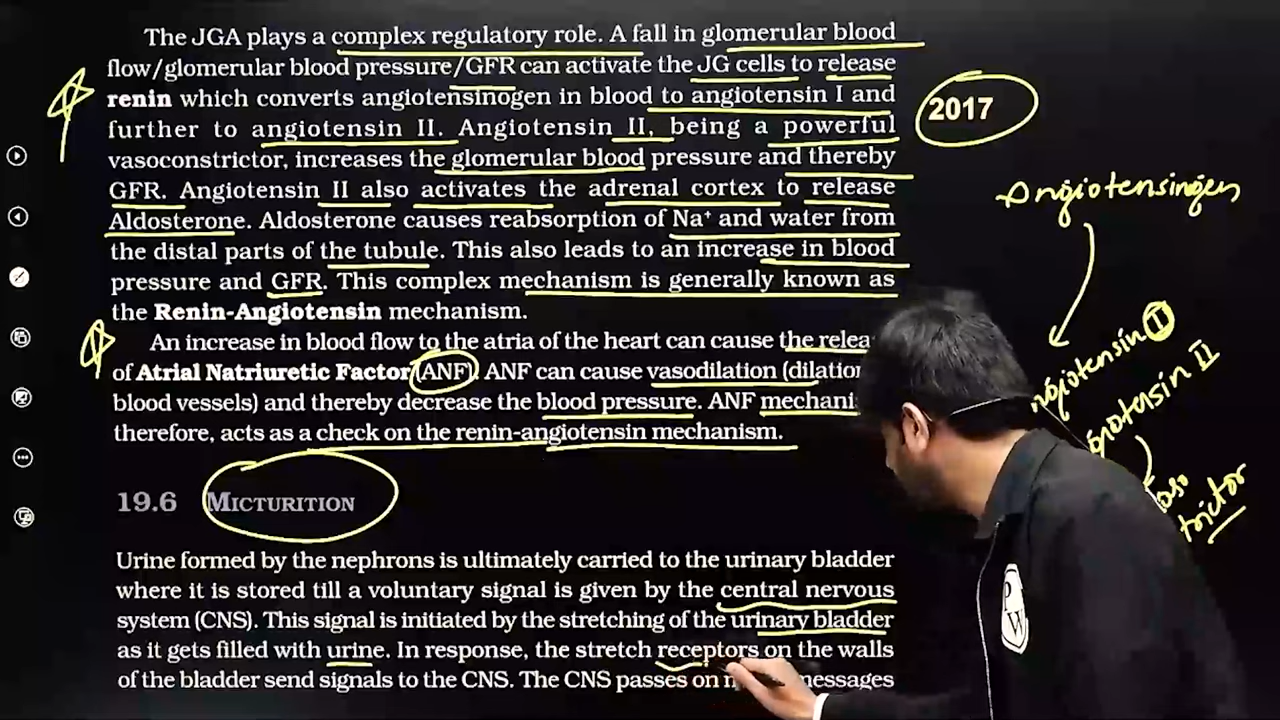 The JGA plays a complex regulatory role. A fall in glomerular blood
flow/glomerular blood pressure/GFR can activate the JG cells to release
renin which converts angiotensinogen in blood to angiotensin I and
further to angiotensin II. Angiotensin II, being a powerful
vasoconstrictor, increases the glomerular blood pressure and thereby
GFR. Angiotensin II also activates the adrenal cortex to release
Aldosterone. Aldosterone causes reabsorption of Na⁺ and water from
the distal parts of the tubule. This also leads to an increase in blood
pressure and GFR. This complex mechanism is generally known as
the Renin-Angiotensin mechanism.
An increase in blood flow to the atria of the heart can cause the relea
of Atrial Natriuretic Factor (ANF). ANF can cause vasodilation (dilation
blood vessels) and thereby decrease the blood pressure. ANF mechani
therefore, acts as a check on the renin-angiotensin mechanism.
19.6 MICTURITION
Urine formed by the nephrons is ultimately carried to the urinary bladder
where it is stored till a voluntary signal is given by the central nervous
system (CNS). This signal is initiated by the stretching of the urinary bladder
as it gets filled with urine. In response, the stretch receptors on the walls
of the bladder send signals to the CNS. The CNS passes on messages
2017
Angiotensingen
ngiotensin I
giotensin II
aso
trictor
P
W